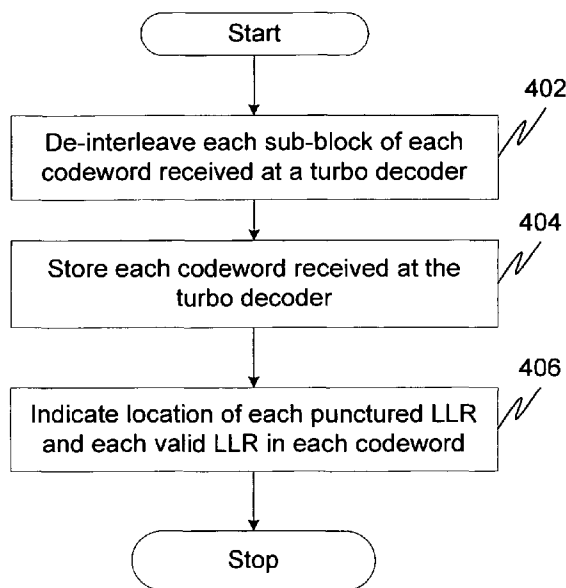 Start
402
De-interleave each sub-block of each
codeword received at a turbo decoder
404
Store each codeword received at the
turbo decoder
406
Indicate location of each punctured LLR
and each valid LLR in each codeword
Stop